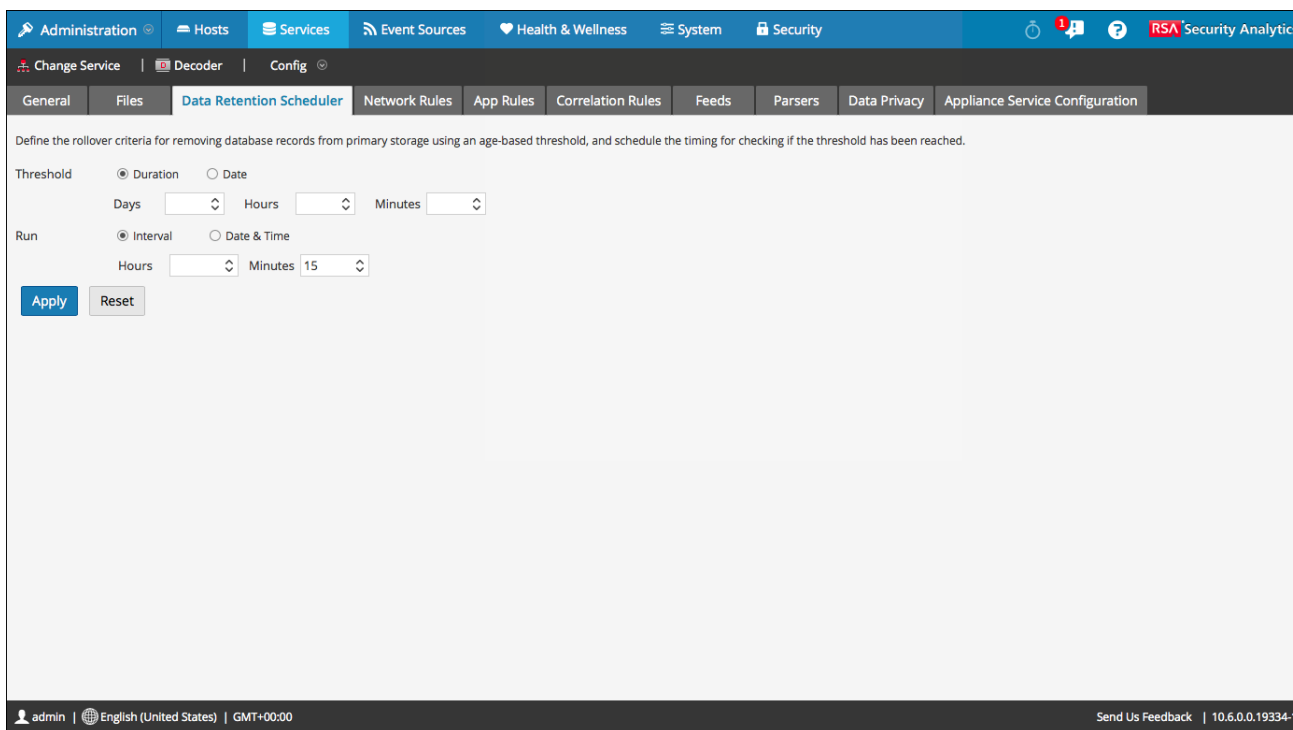 Administration Hosts Services Event Sources Health & Wellness System Security 1 ? RSA Security Analytic
Change Service | Decoder | Config
General Files Data Retention Scheduler Network Rules App Rules Correlation Rules Feeds Parsers Data Privacy Appliance Service Configuration
Define the rollover criteria for removing database records from primary storage using an age-based threshold, and schedule the timing for checking if the threshold has been reached.
Threshold Duration Date
Days Hours Minutes
Run Interval Date & Time
Hours Minutes 15
Apply Reset
admin | English (United States) | GMT+00:00 Send Us Feedback | 10.6.0.0.19334-